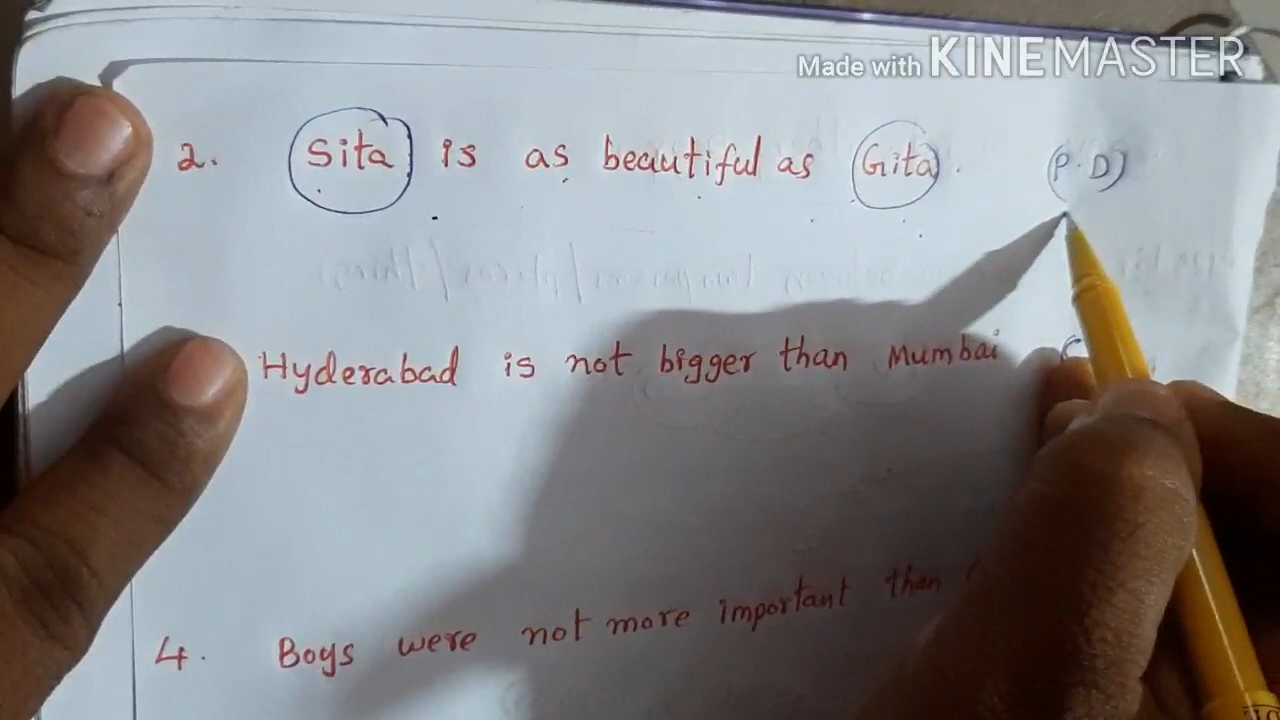 Made with KINEMASTER
2. Sita is as beautiful as Gita. (P.D)
Hyderabad is not bigger than Mumbai (
4. Boys were not more important than